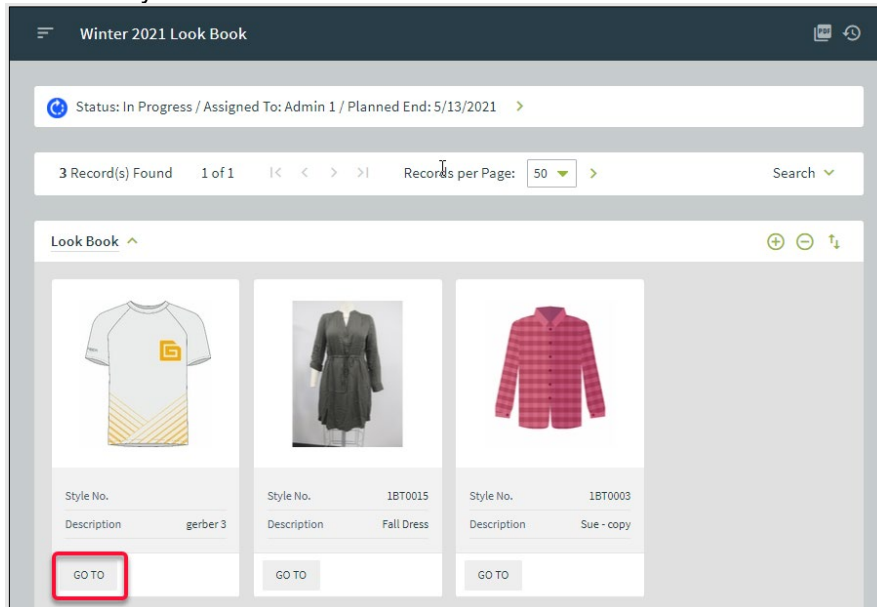 Winter 2021 Look Book
PDF
Status: In Progress / Assigned To: Admin 1 / Planned End: 5/13/2021 >
3 Record(s) Found 1 of 1 |< < > >| Records per Page: 50 > Search
Look Book
G
Style No.
Description gerber 3
GO TO
Style No. 1BT0015
Description Fall Dress
GO TO
Style No. 1BT0003
Description Sue - copy
GO TO